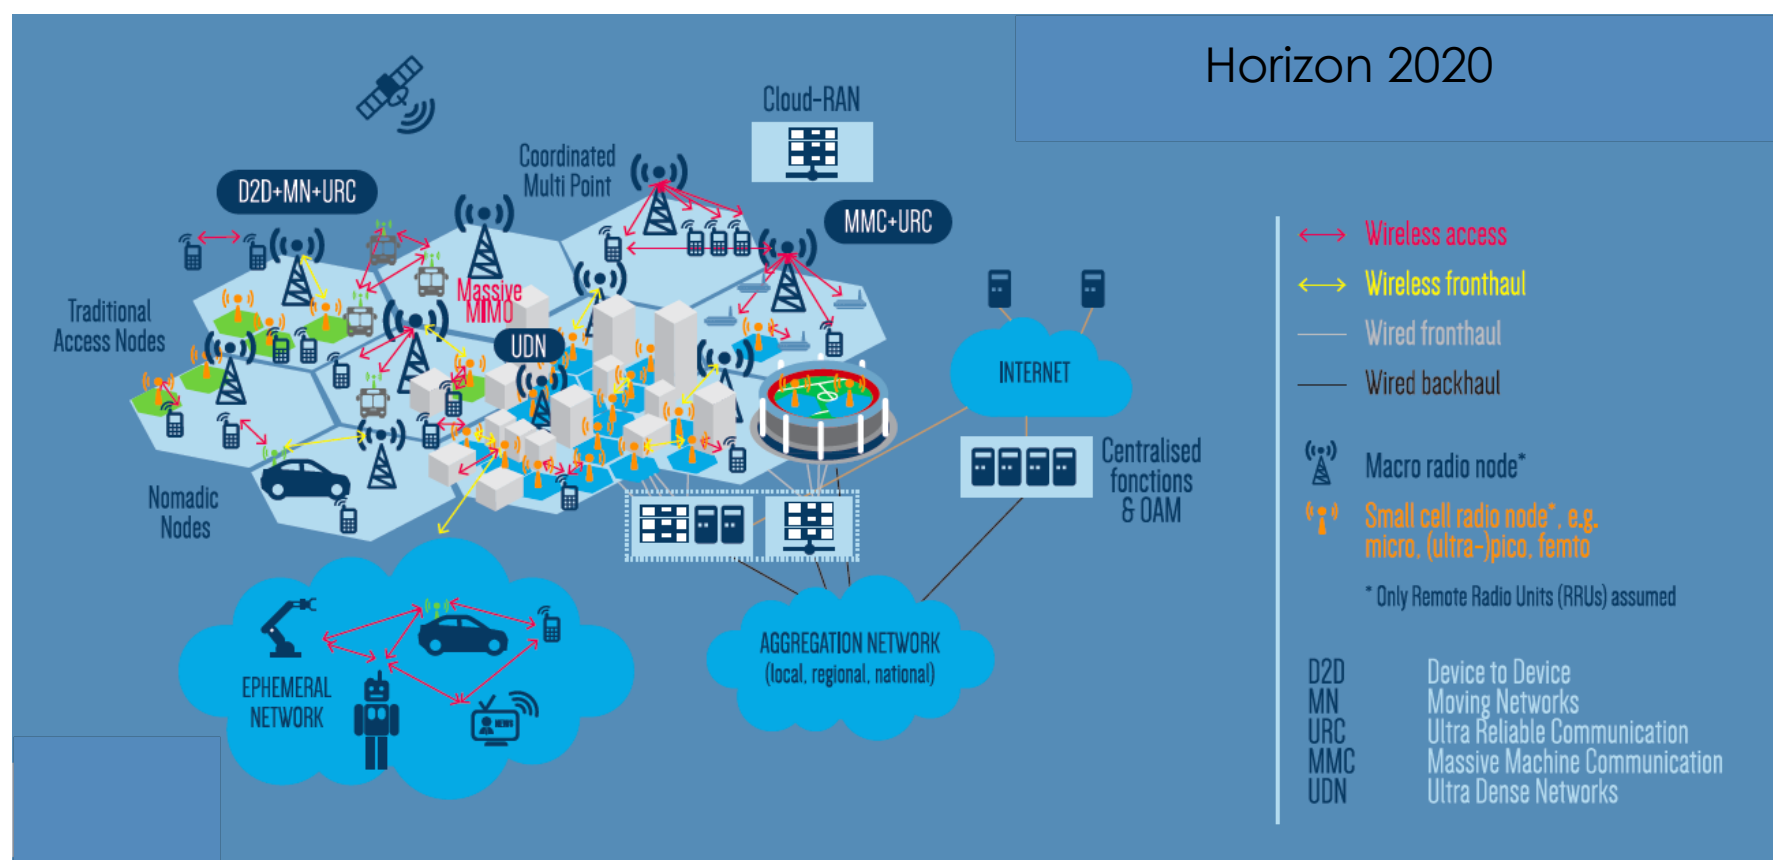 Horizon 2020
Cloud-RAN
Coordinated
Multi Point
D2D+MN+URC
MMC+URC
Massive
MIMO
Traditional
Access Nodes
UDN
INTERNET
Centralised
fonctions
& OAM
Nomadic
Nodes
EPHEMERAL
NETWORK
NEWS
AGGREGATION NETWORK
(local, regional, national)
Wireless access
Wireless fronthaul
Wired fronthaul
Wired backhaul
Macro radio node*
Small cell radio node*, e.g.
micro, (ultra-)pico, femto
* Only Remote Radio Units (RRUs) assumed
D2D Device to Device
MN Moving Networks
URC Ultra Reliable Communication
MMC Massive Machine Communication
UDN Ultra Dense Networks